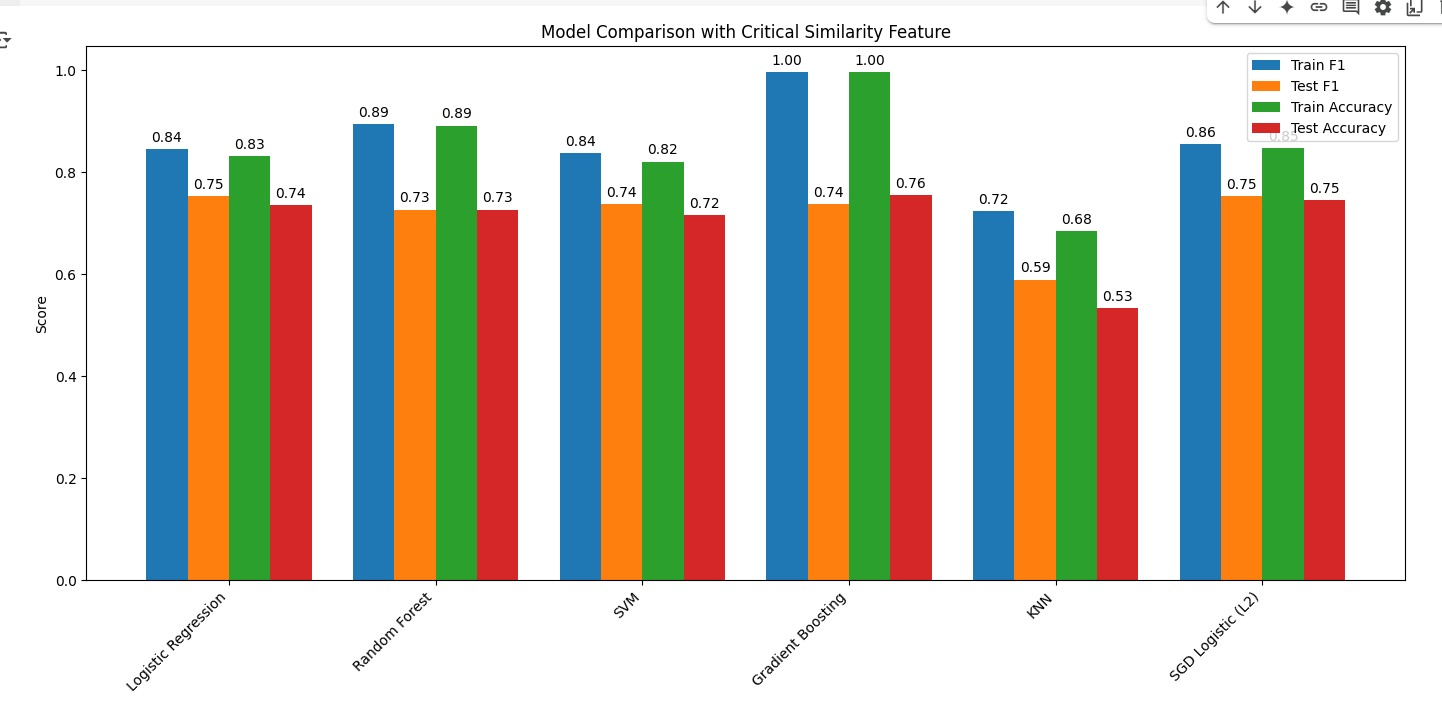 Model Comparison with Critical Similarity Feature
Train F1
Test F1
Train Accuracy
Test Accuracy
Score
1.0
0.8
0.6
0.4
0.2
0.0
0.84 0.75 0.83 0.74
0.89 0.73 0.89 0.73
0.84 0.74 0.82 0.72
1.00 0.74 1.00 0.76
0.72 0.59 0.68 0.53
0.86 0.75 0.85 0.75
Logistic Regression
Random Forest
SVM
Gradient Boosting
KNN
SGD Logistic (L2)